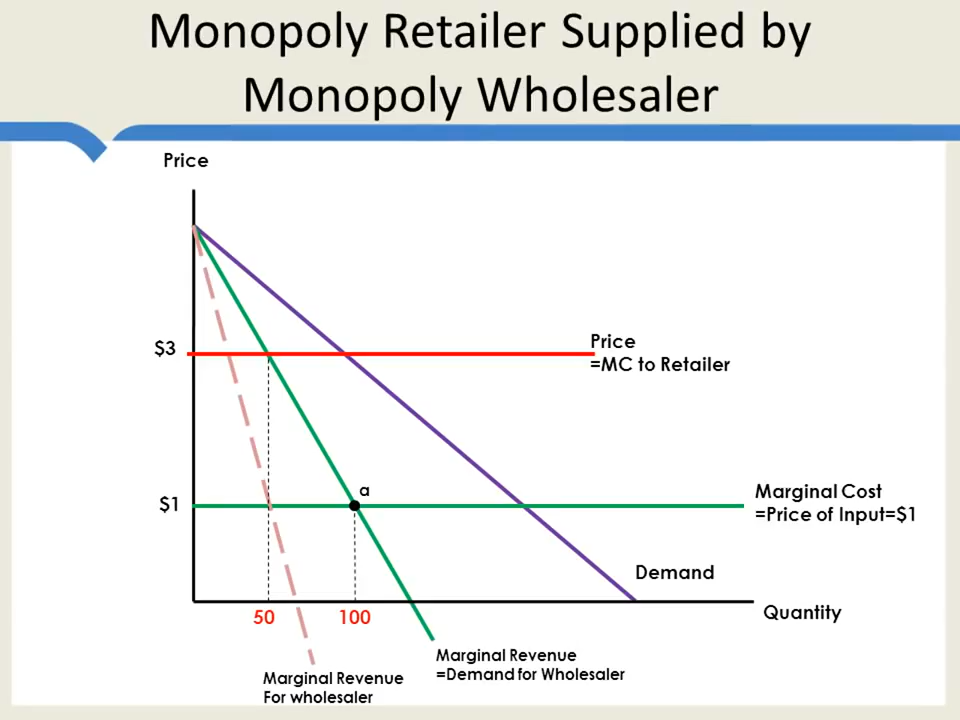 Monopoly Retailer Supplied by
Monopoly Wholesaler
Price
$3
Price
=MC to Retailer
a
$1
Marginal Cost
=Price of Input=$1
Demand
50
100
Quantity
Marginal Revenue
=Demand for Wholesaler
Marginal Revenue
For wholesaler